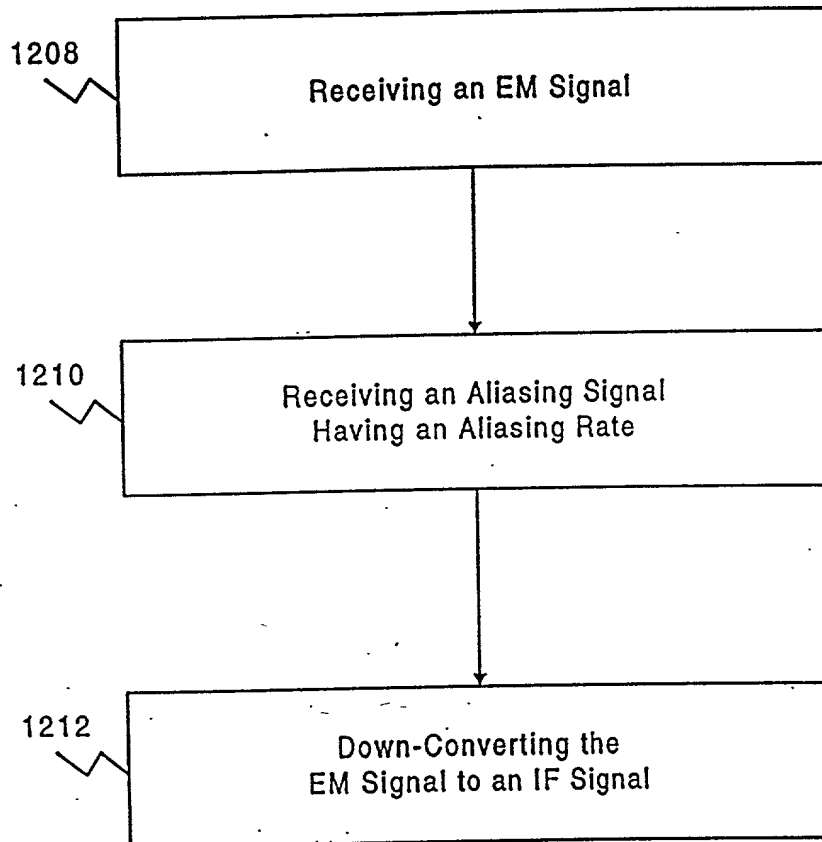 1208
Receiving an EM Signal
1210
Receiving an Aliasing Signal
Having an Aliasing Rate
1212
Down-Converting the
EM Signal to an IF Signal